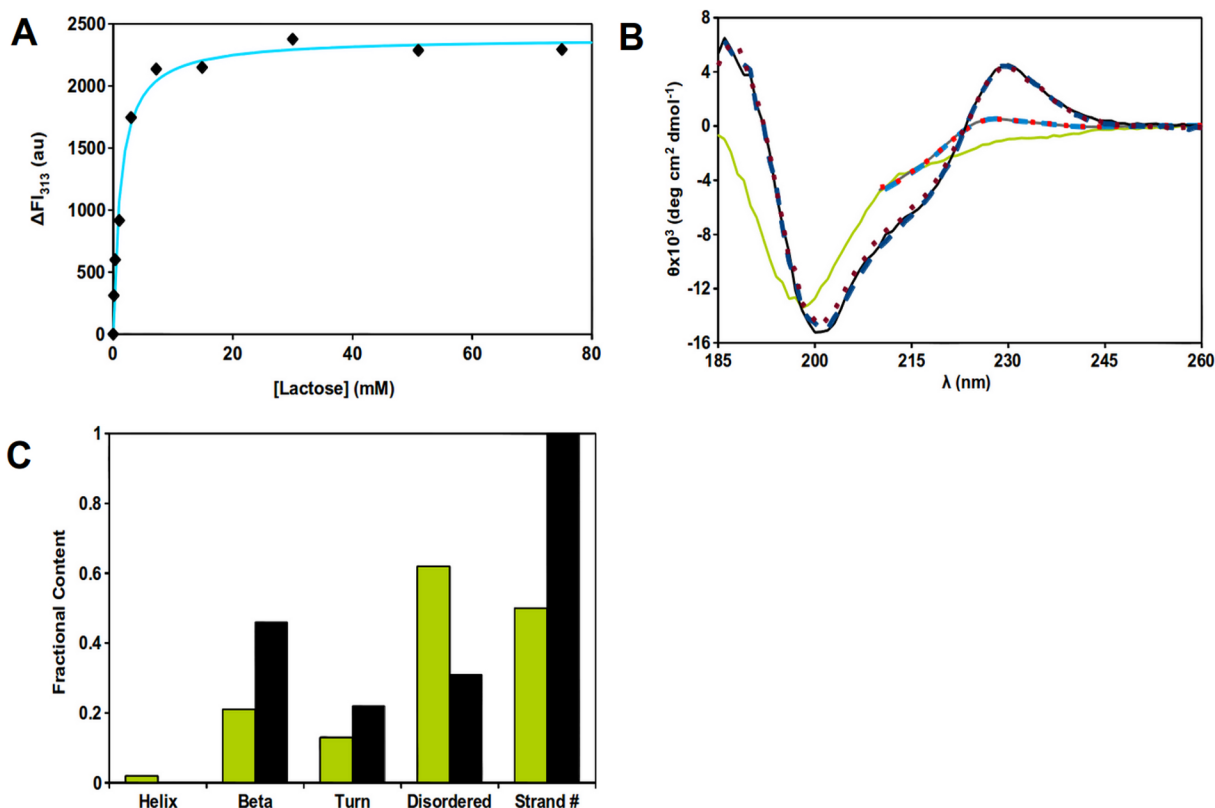 A
ΔFI313 (au)
2500
2000
1500
1000
500
0
0 20 40 60 80
[Lactose] (mM)
B
θx10³ (deg cm² dmol⁻¹)
8
4
0
-4
-8
-12
-16
185 200 215 230 245 260
λ (nm)
C
Fractional Content
1
0.8
0.6
0.4
0.2
0
Helix Beta Turn Disordered Strand #